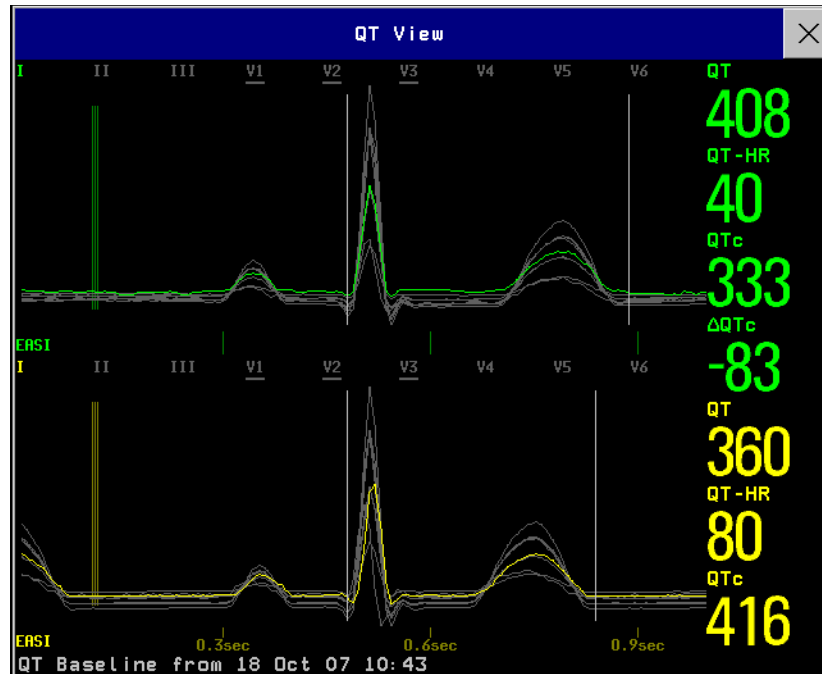 QT View
I II III V1 V2 V3 V4 V5 V6
QT
408
QT-HR
40
QTc
333
ΔQTc
-83
EASI
I II III V1 V2 V3 V4 V5 V6
QT
360
QT-HR
80
QTc
416
EASI
0.3sec 0.6sec 0.9sec
QT Baseline from 18 Oct 07 10:43